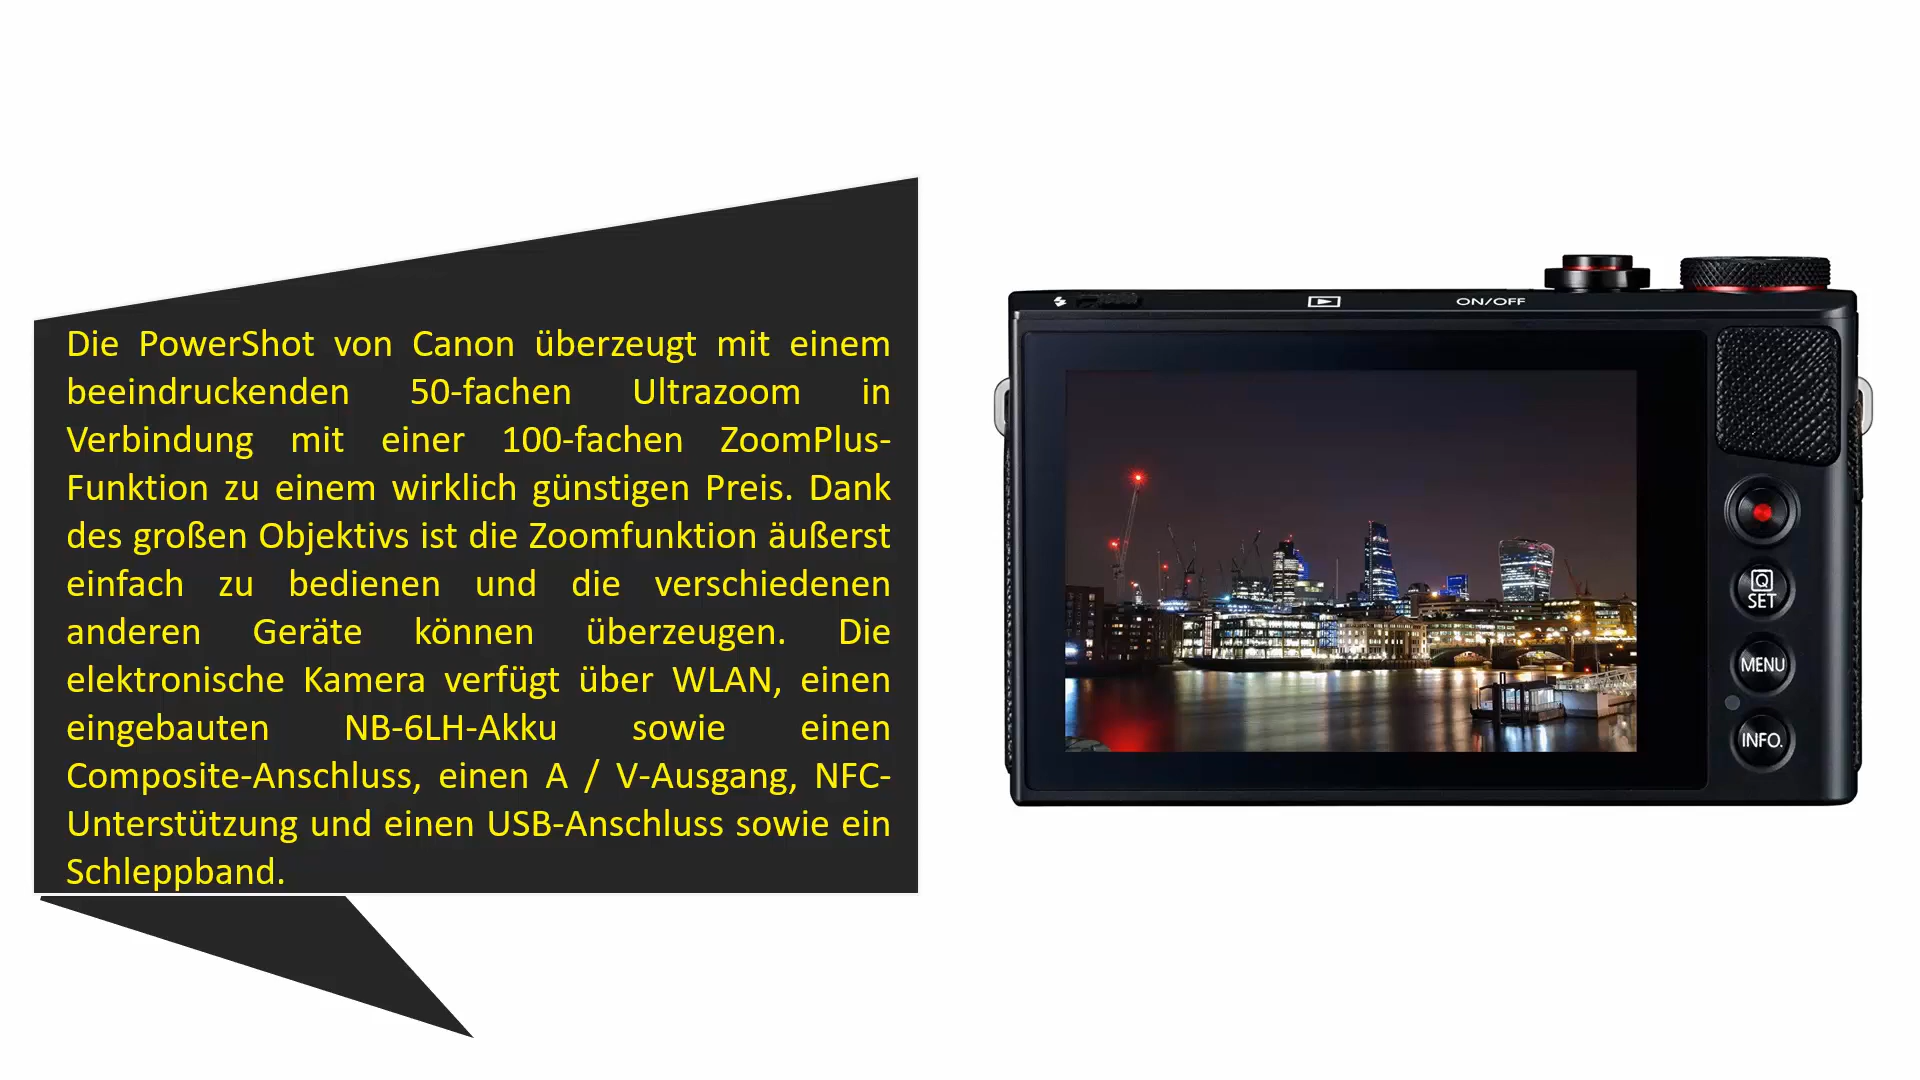 Die PowerShot von Canon überzeugt mit einem
beeindruckenden 50-fachen Ultrazoom in
Verbindung mit einer 100-fachen ZoomPlus-
Funktion zu einem wirklich günstigen Preis. Dank
des großen Objektivs ist die Zoomfunktion äußerst
einfach zu bedienen und die verschiedenen
anderen Geräte können überzeugen. Die
elektronische Kamera verfügt über WLAN, einen
eingebauten NB-6LH-Akku sowie einen
Composite-Anschluss, einen A / V-Ausgang, NFC-
Unterstützung und einen USB-Anschluss sowie ein
Schleppband.
ON/OFF
Q
SET
MENU
INFO.